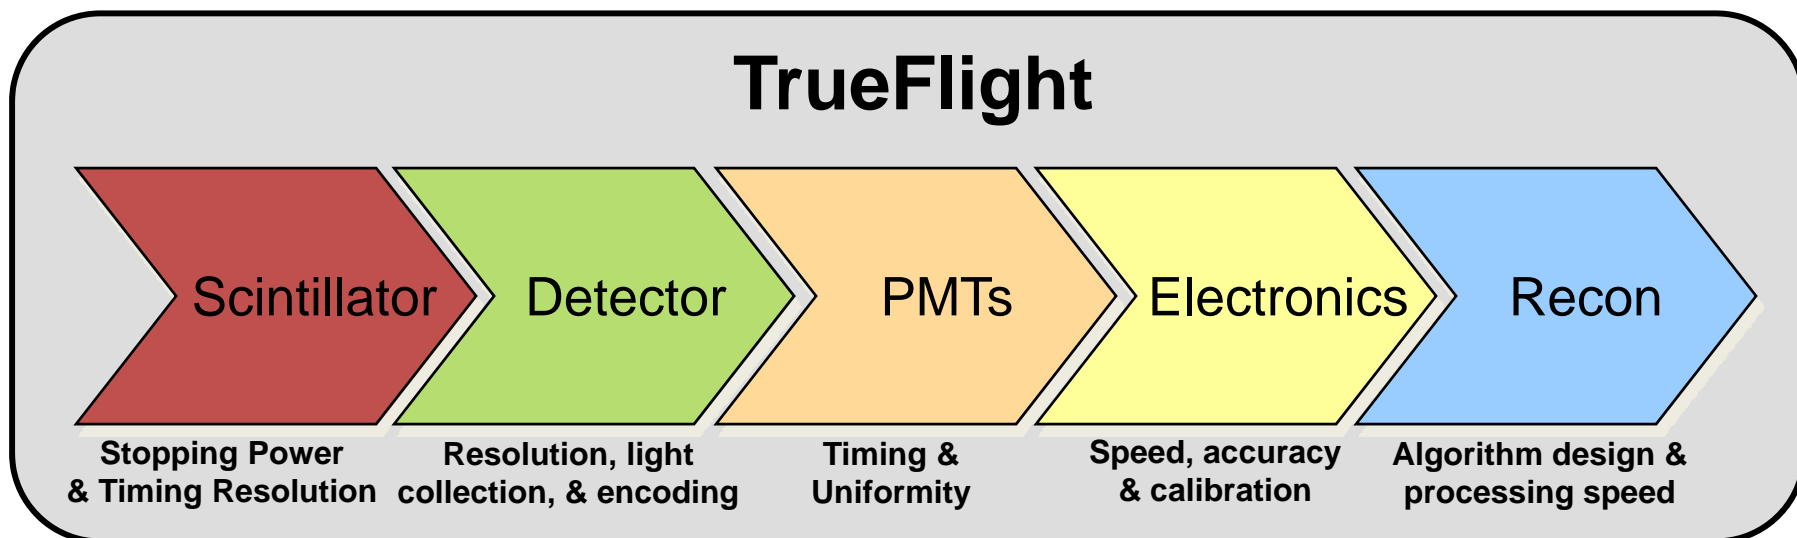 TrueFlight
Scintillator
Detector
PMTs
Electronics
Recon
Stopping Power
& Timing Resolution
Resolution, light
collection, & encoding
Timing &
Uniformity
Speed, accuracy
& calibration
Algorithm design &
processing speed